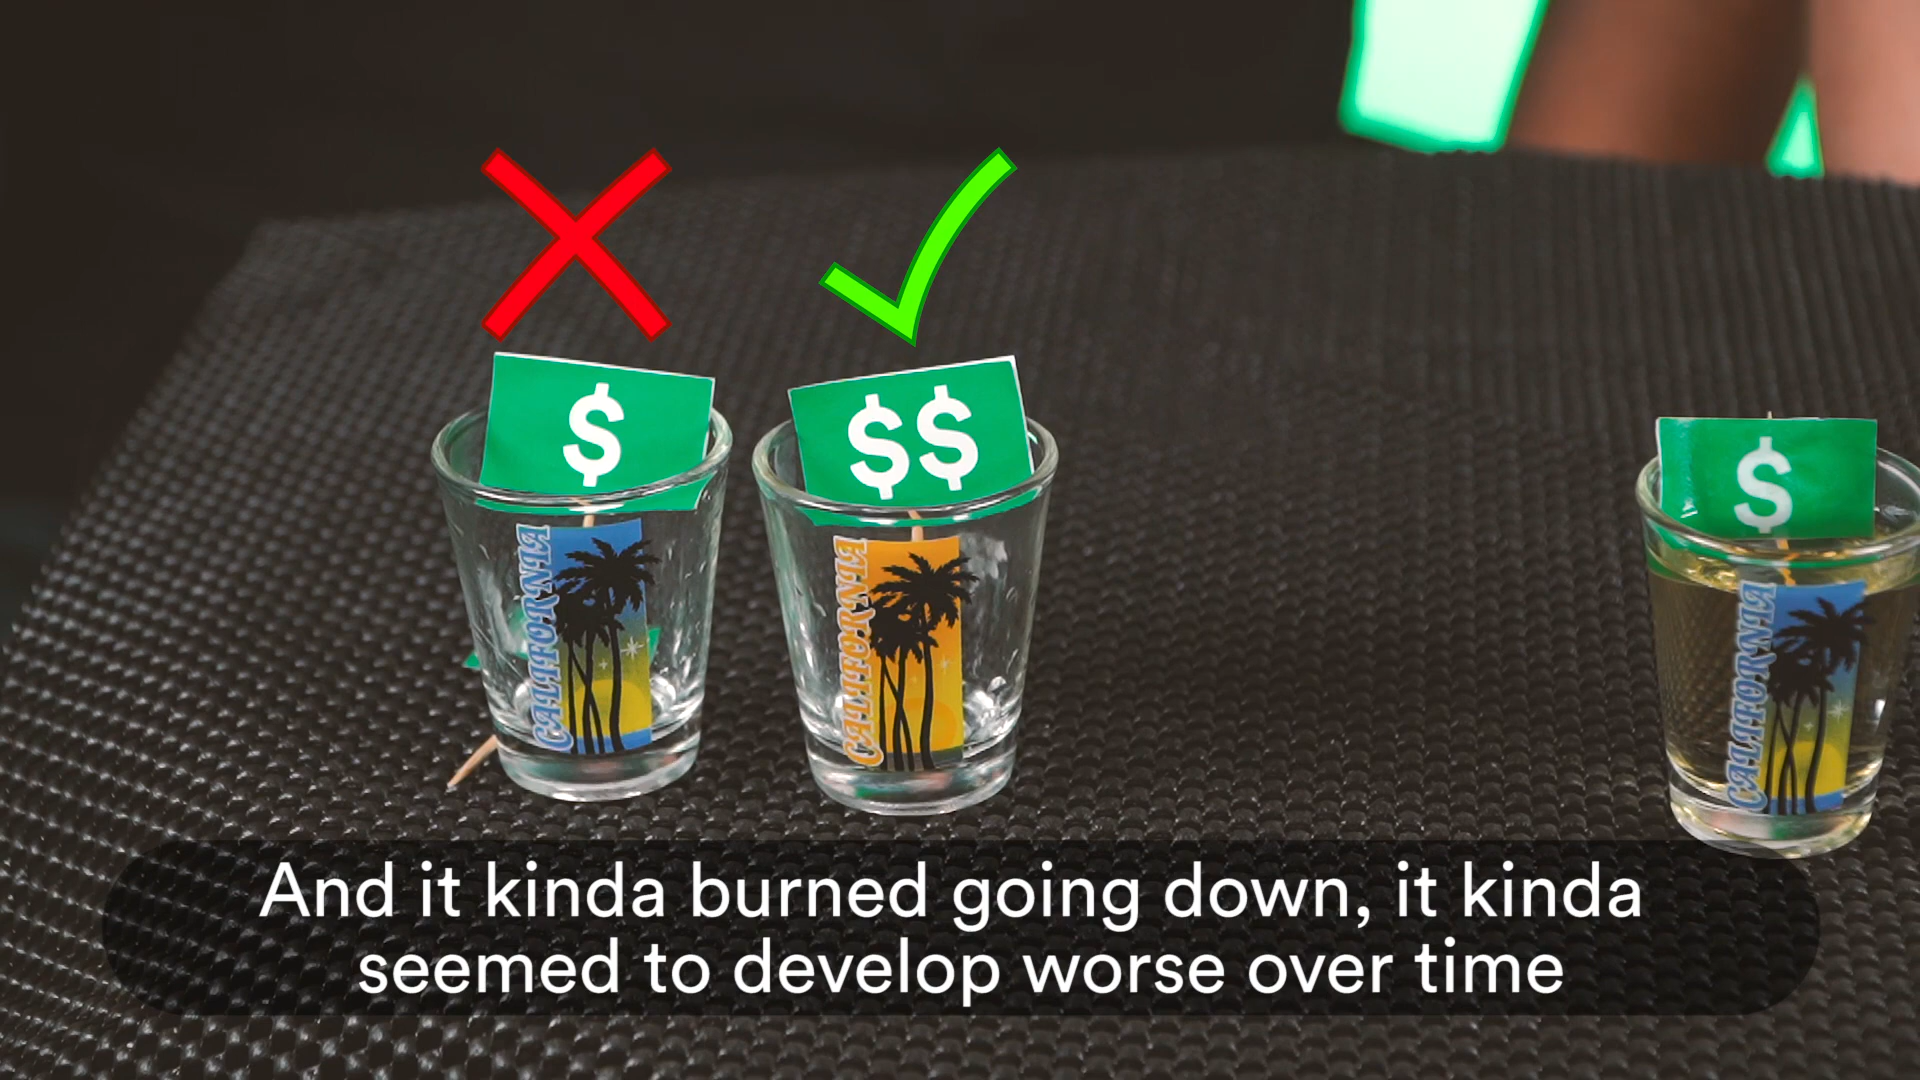 $
$$
$
CALIFORNIA
CALIFORNIA
CALIFORNIA
And it kinda burned going down, it kinda
seemed to develop worse over time